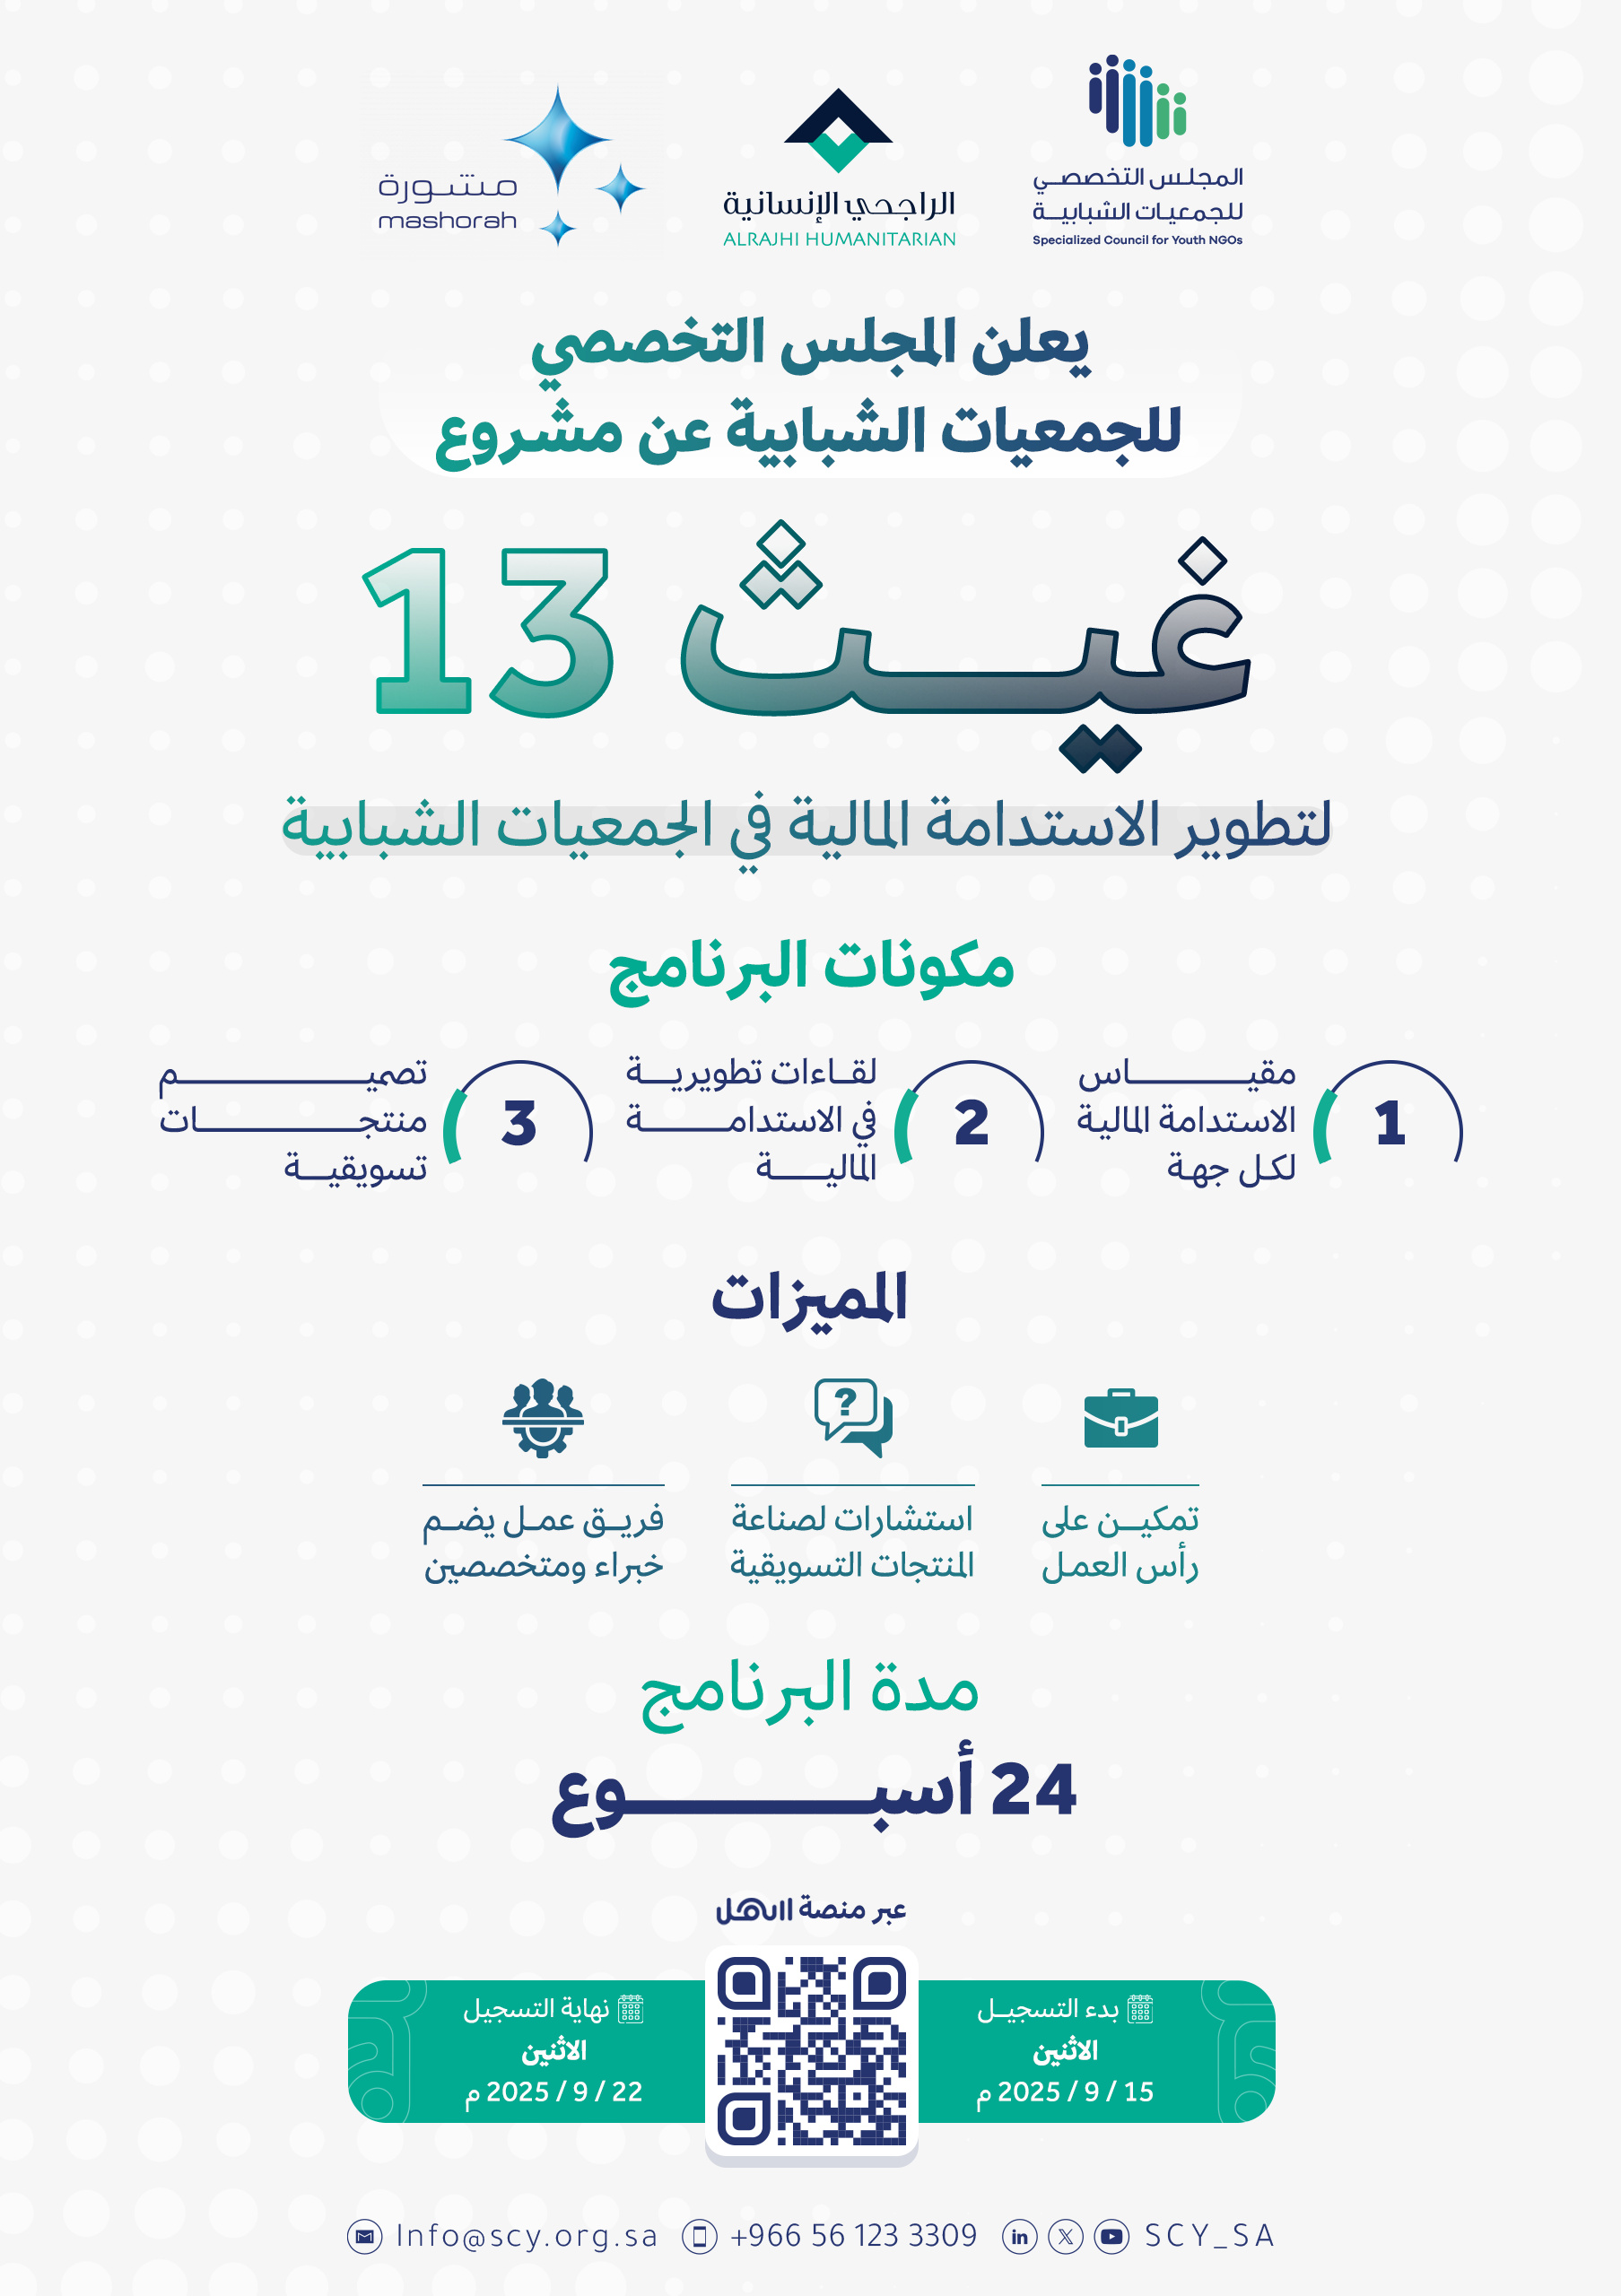 المجلس التخصصي
للجمعيات الشبابية
Specialized Council for Youth NGOs
الراجحي الإنسانية
ALRAJHI HUMANITARIAN
مشورة
mashorah
يعلن المجلس التخصصي
للجمعيات الشبابية عن مشروع
غيث 13
لتطوير الاستدامة المالية في الجمعيات الشبابية
مكونات البرنامج
1
مقياس
الاستدامة المالية
لكل جهة
2
لقاءات تطويرية
في الاستدامة
المالية
3
تصميم
منتجات
تسويقية
المميزات
تمكين على
رأس العمل
استشارات لصناعة
المنتجات التسويقية
فريق عمل يضم
خبراء ومتخصصين
مدة البرنامج
24 أسبوع
عبر منصة المهل
بدء التسجيل
الاثنين
15 / 9 / 2025 م
نهاية التسجيل
الاثنين
22 / 9 / 2025 م
Info@scy.org.sa +966 56 123 3309 SCY_SA